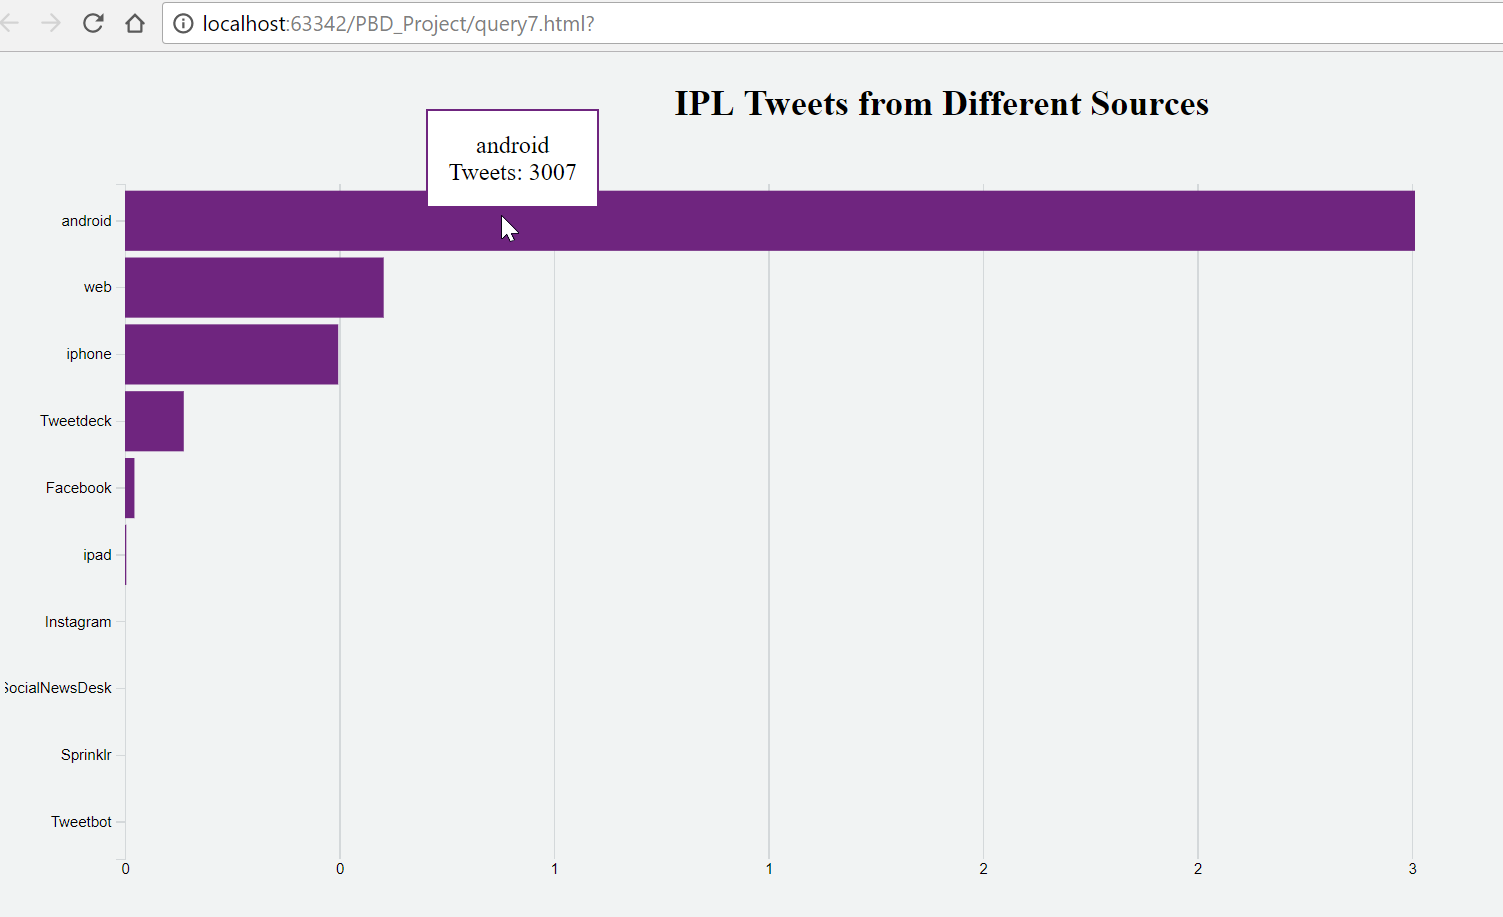 localhost:63342/PBD_Project/query7.html?
IPL Tweets from Different Sources
android
Tweets: 3007
android
web
iphone
Tweetdeck
Facebook
ipad
Instagram
SocialNewsDesk
Sprinklr
Tweetbot
0 0 1 1 2 2 3